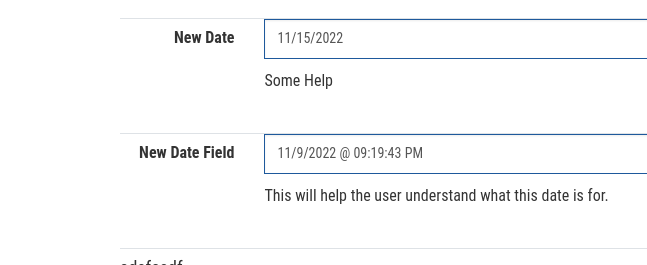 New Date
11/15/2022
Some Help
New Date Field
11/9/2022 @ 09:19:43 PM
This will help the user understand what this date is for.